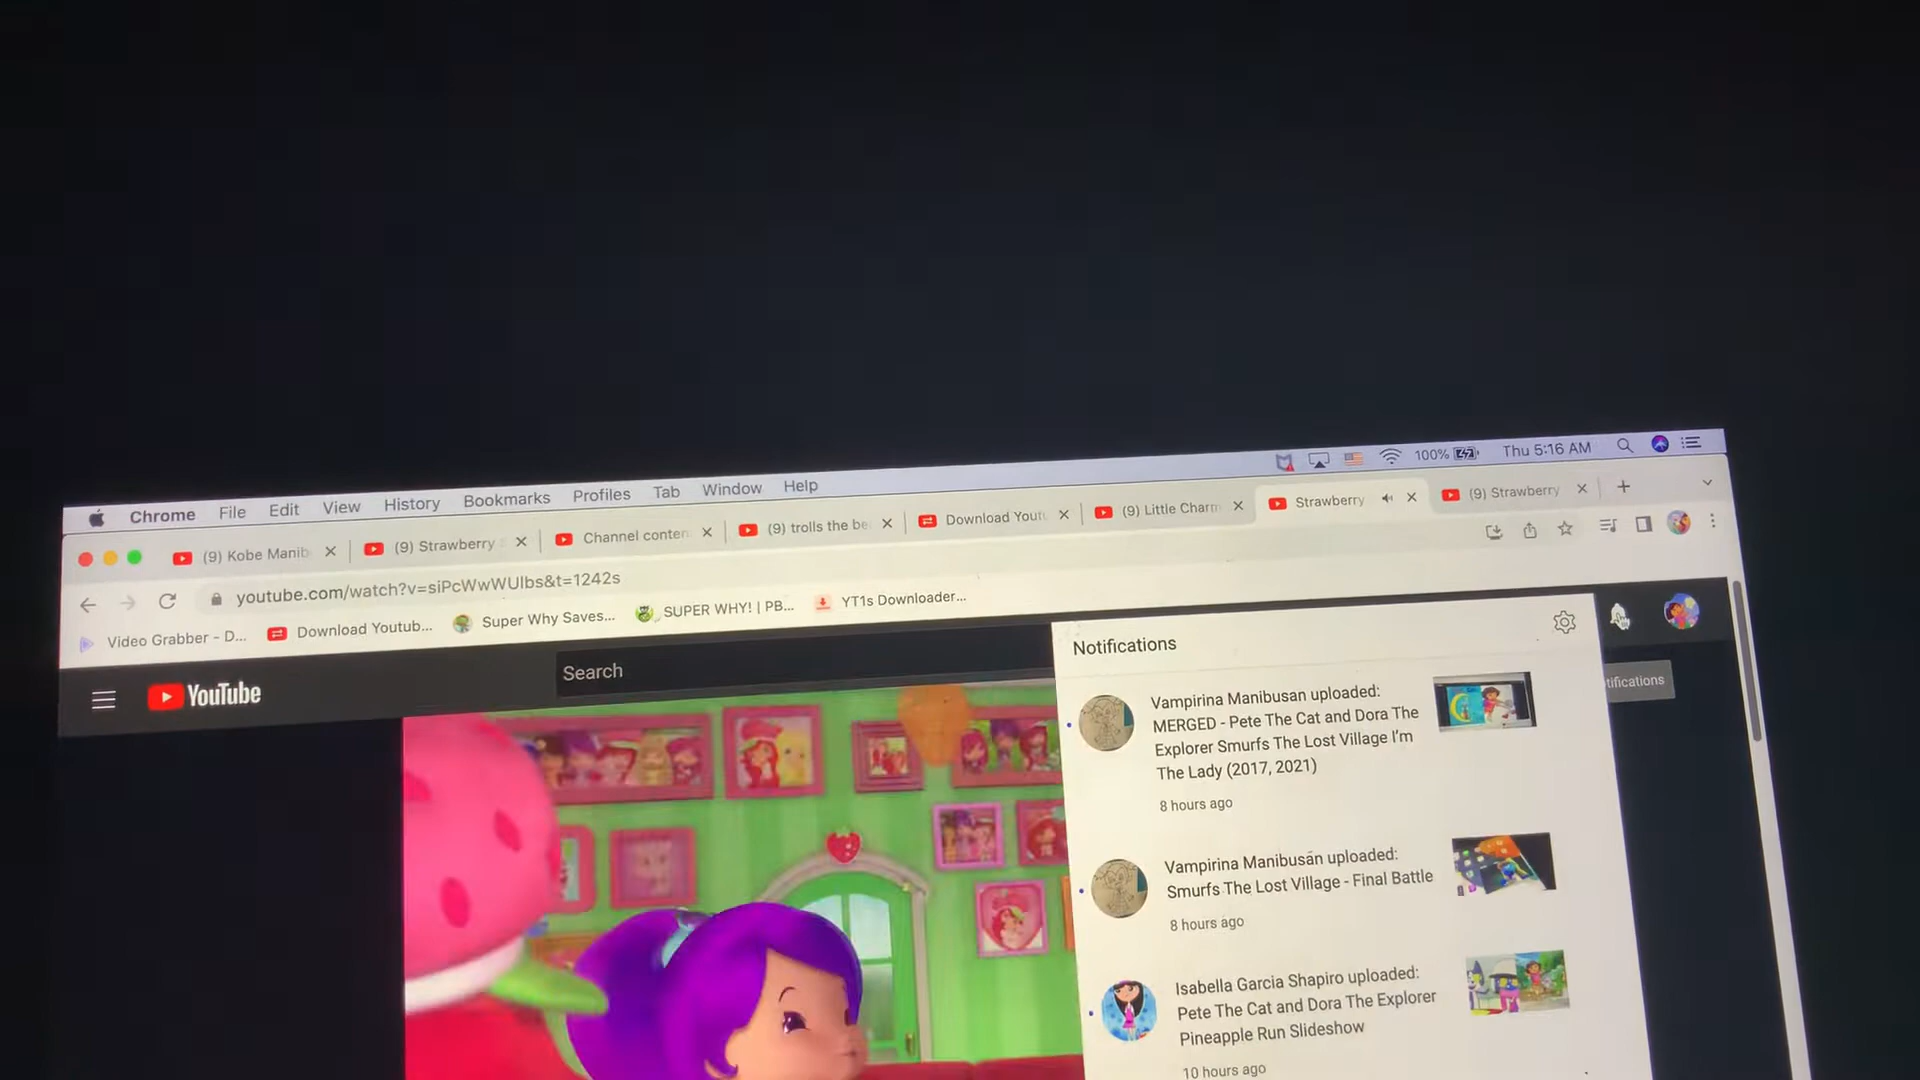 Chrome File Edit View History Bookmarks Profiles Tab Window Help 100% Thu 5:16 AM
(9) Kobe Manib (9) Strawberry Channel conten (9) trolls the be Download Yout (9) Little Charm Strawberry (9) Strawberry
youtube.com/watch?v=siPcWwWUIbs&t=1242s
Video Grabber - D... Download Youtub... Super Why Saves... SUPER WHY! | PB... YT1s Downloader...
YouTube
Search
Notifications
tifications
Vampirina Manibusan uploaded:
MERGED - Pete The Cat and Dora The
Explorer Smurfs The Lost Village I'm
The Lady (2017, 2021)
8 hours ago
Vampirina Manibusan uploaded:
Smurfs The Lost Village - Final Battle
8 hours ago
Isabella Garcia Shapiro uploaded:
Pete The Cat and Dora The Explorer
Pineapple Run Slideshow
10 hours ago